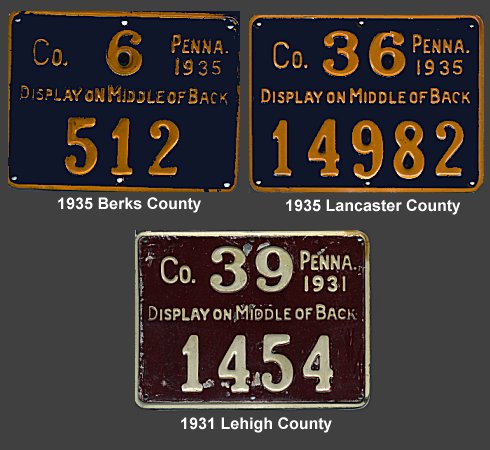 Co. 6 PENNA. 1935
DISPLAY ON MIDDLE OF BACK
512
1935 Berks County
Co. 36 PENNA. 1935
DISPLAY ON MIDDLE OF BACK
14982
1935 Lancaster County
Co. 39 PENNA. 1931
DISPLAY ON MIDDLE OF BACK
1454
1931 Lehigh County